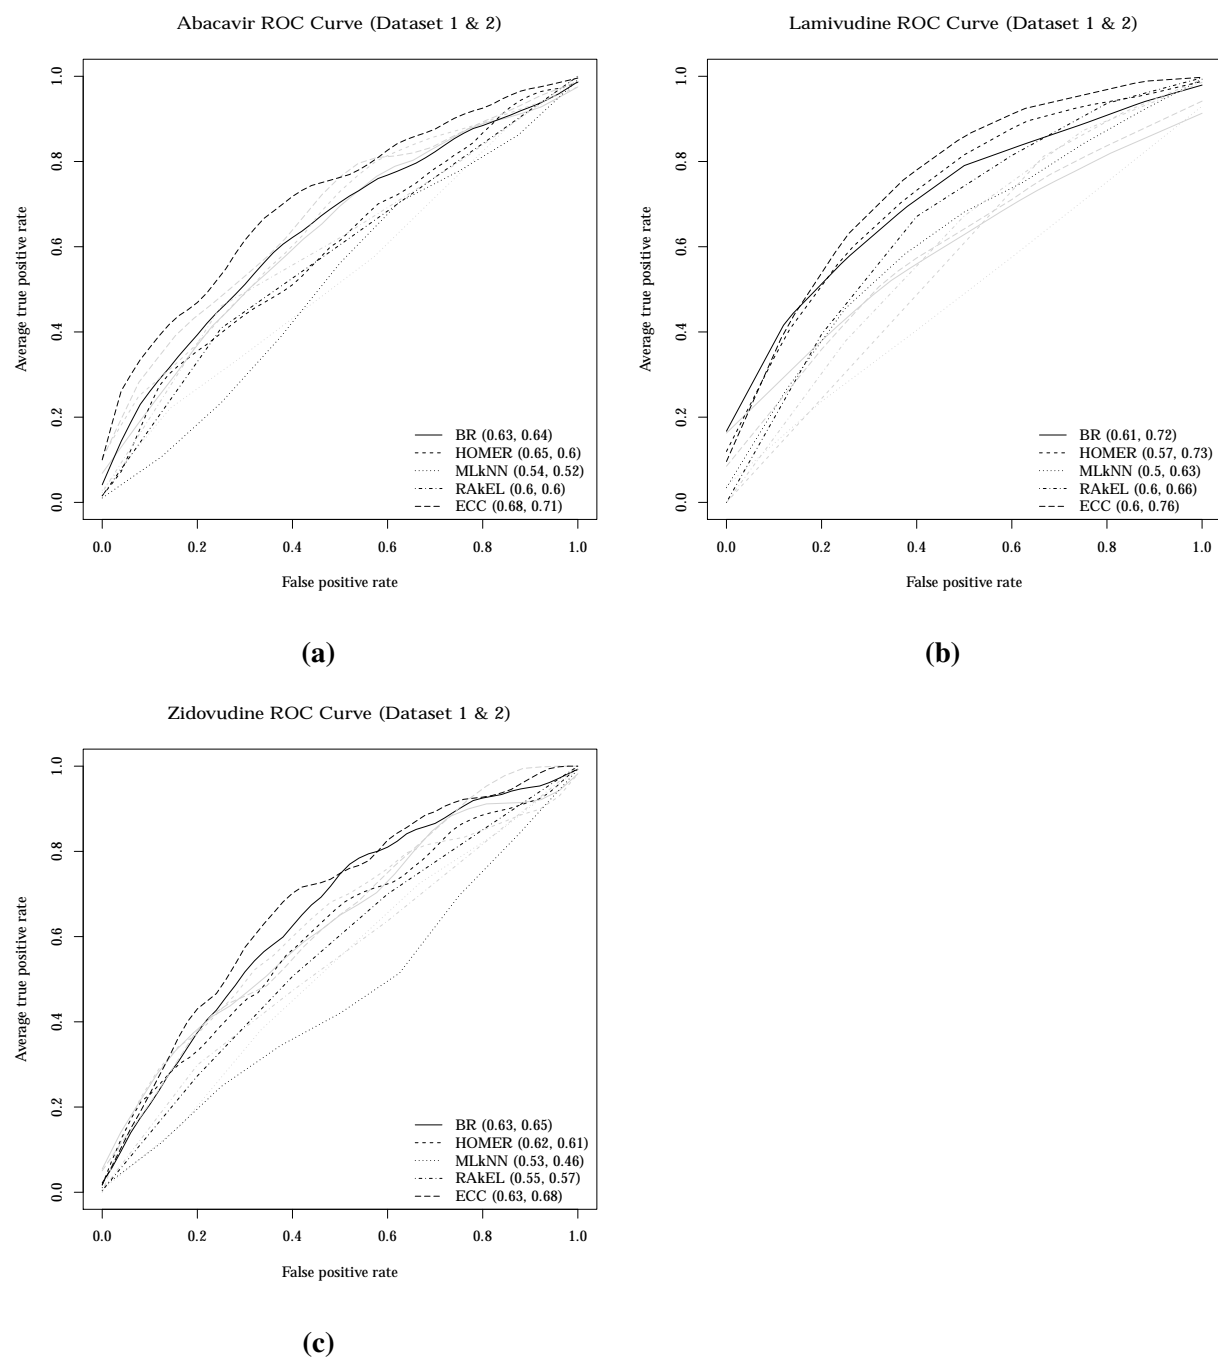 Abacavir ROC Curve (Dataset 1 & 2)
Average true positive rate
1.0
0.8
0.6
0.4
0.2
0.0
BR (0.63, 0.64)
HOMER (0.65, 0.6)
MLkNN (0.54, 0.52)
RAkEL (0.6, 0.6)
ECC (0.68, 0.71)
0.0 0.2 0.4 0.6 0.8 1.0
False positive rate
(a)
Lamivudine ROC Curve (Dataset 1 & 2)
Average true positive rate
1.0
0.8
0.6
0.4
0.2
0.0
BR (0.61, 0.72)
HOMER (0.57, 0.73)
MLkNN (0.5, 0.63)
RAkEL (0.6, 0.66)
ECC (0.6, 0.76)
0.0 0.2 0.4 0.6 0.8 1.0
False positive rate
(b)
Zidovudine ROC Curve (Dataset 1 & 2)
Average true positive rate
1.0
0.8
0.6
0.4
0.2
0.0
BR (0.63, 0.65)
HOMER (0.62, 0.61)
MLkNN (0.53, 0.46)
RAkEL (0.55, 0.57)
ECC (0.63, 0.68)
0.0 0.2 0.4 0.6 0.8 1.0
False positive rate
(c)